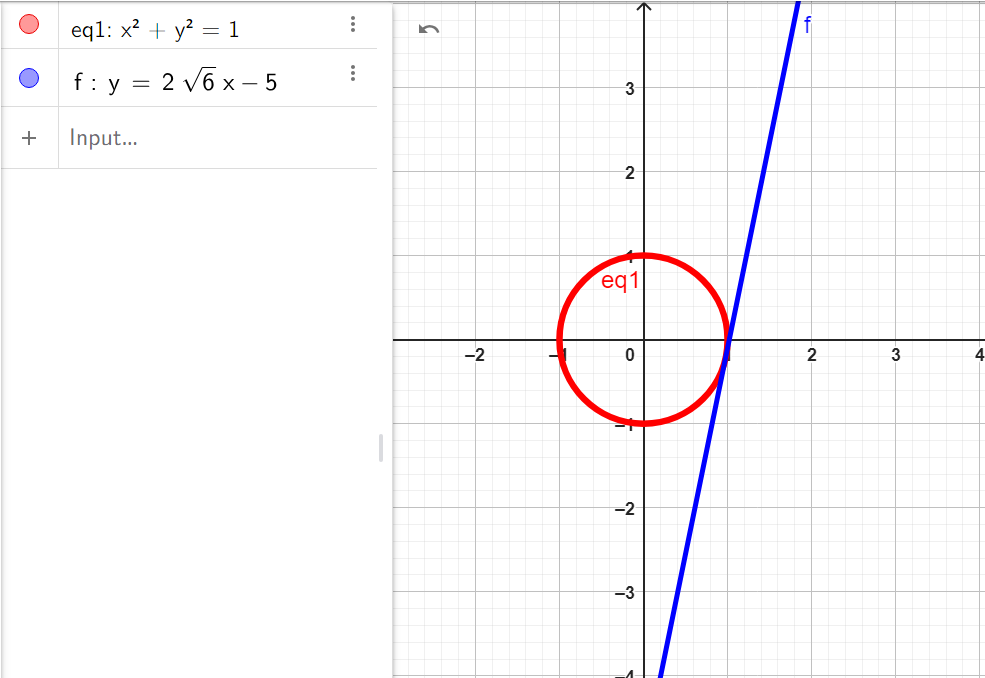 eq1: x² + y² = 1
f : y = 2 √6 x − 5
Input...
f
3
2
1
eq1
−2 −1 0 1 2 3 4
−1
−2
−3
−4